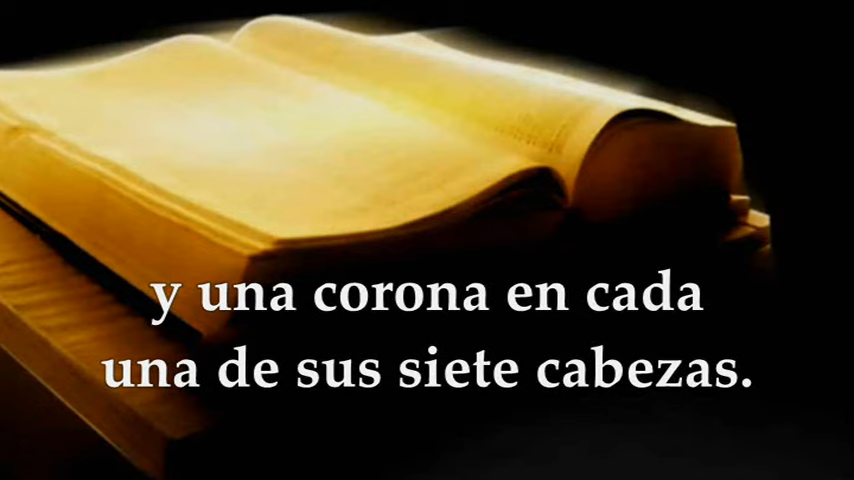 y una corona en cada
una de sus siete cabezas.